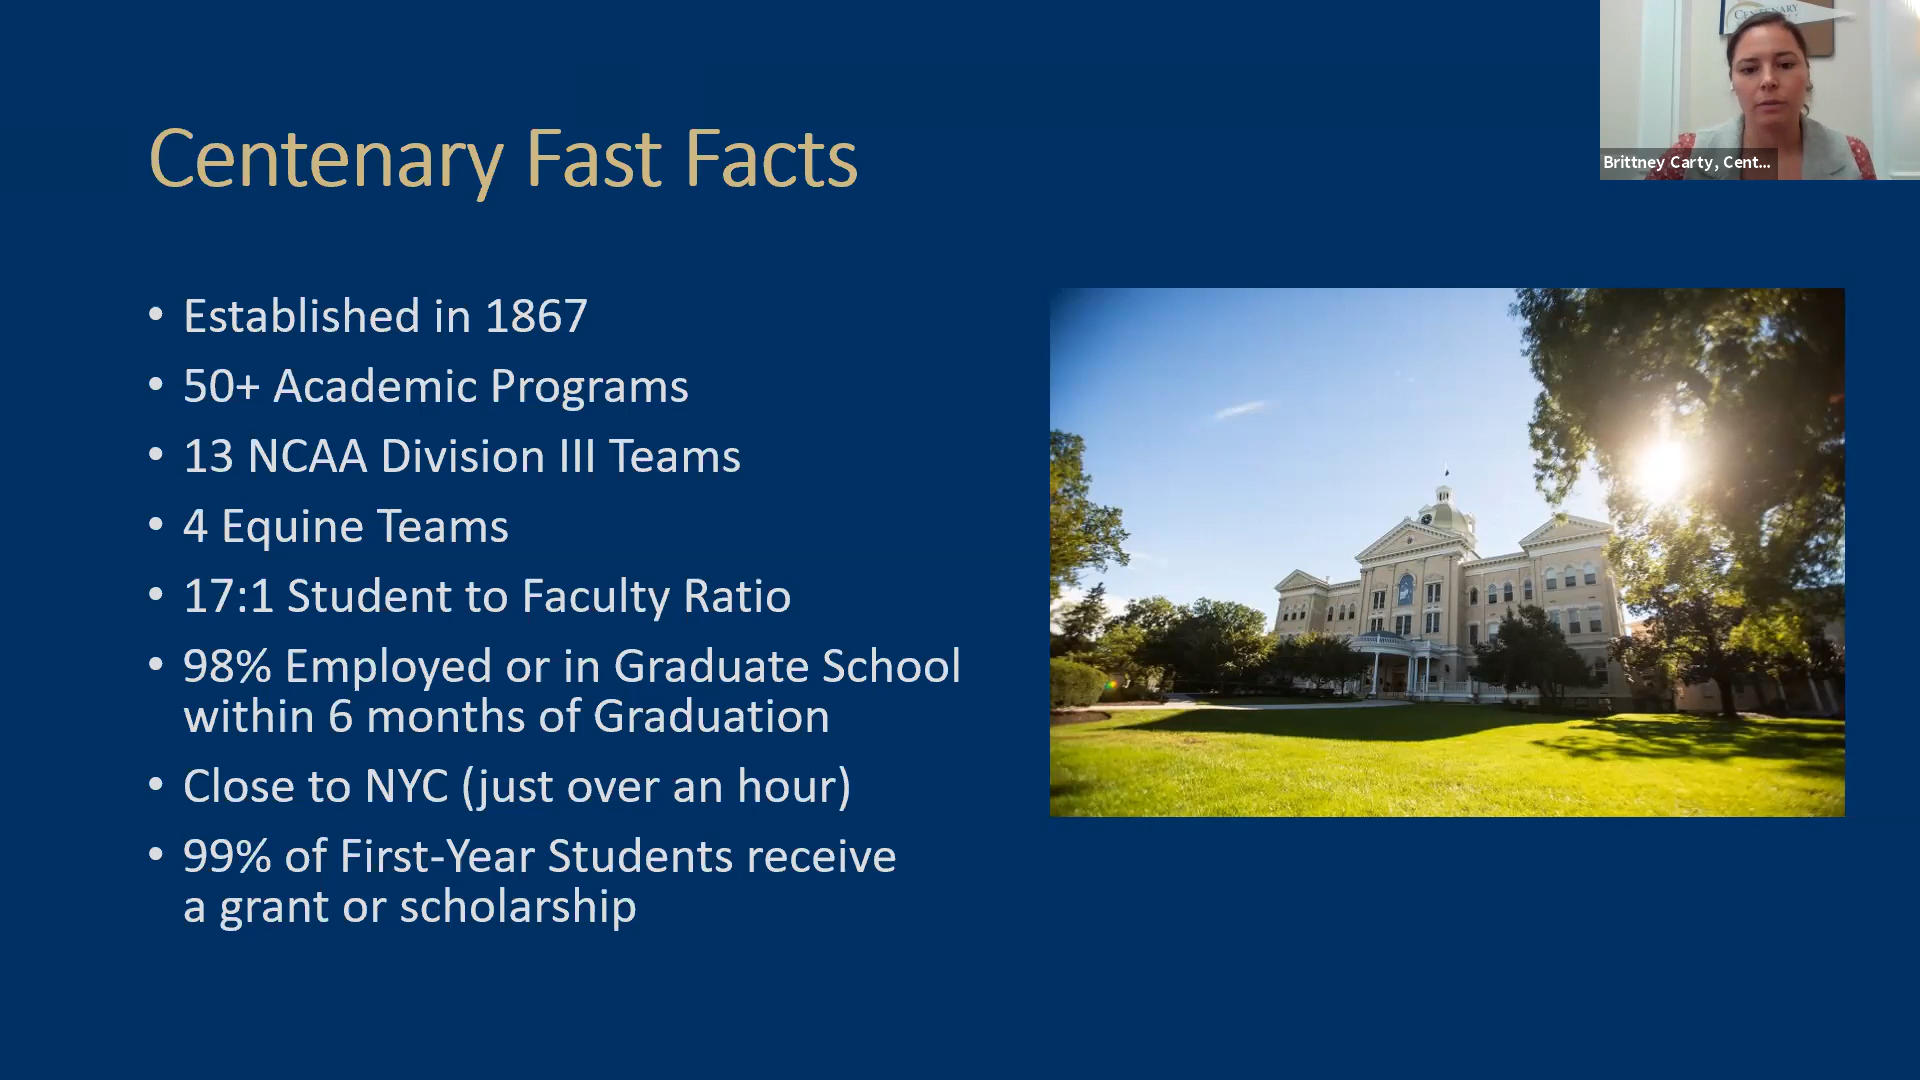 CENTENARY
Brittney Carty, Cent...
Centenary Fast Facts
• Established in 1867
• 50+ Academic Programs
• 13 NCAA Division III Teams
• 4 Equine Teams
• 17:1 Student to Faculty Ratio
• 98% Employed or in Graduate School
within 6 months of Graduation
• Close to NYC (just over an hour)
• 99% of First-Year Students receive
a grant or scholarship